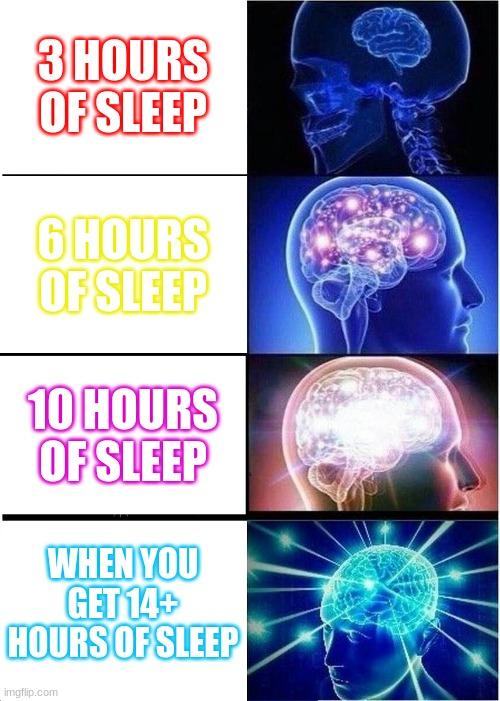 3 HOURS
OF SLEEP
6 HOURS
OF SLEEP
10 HOURS
OF SLEEP
WHEN YOU
GET 14+
HOURS OF SLEEP
imgflip.com